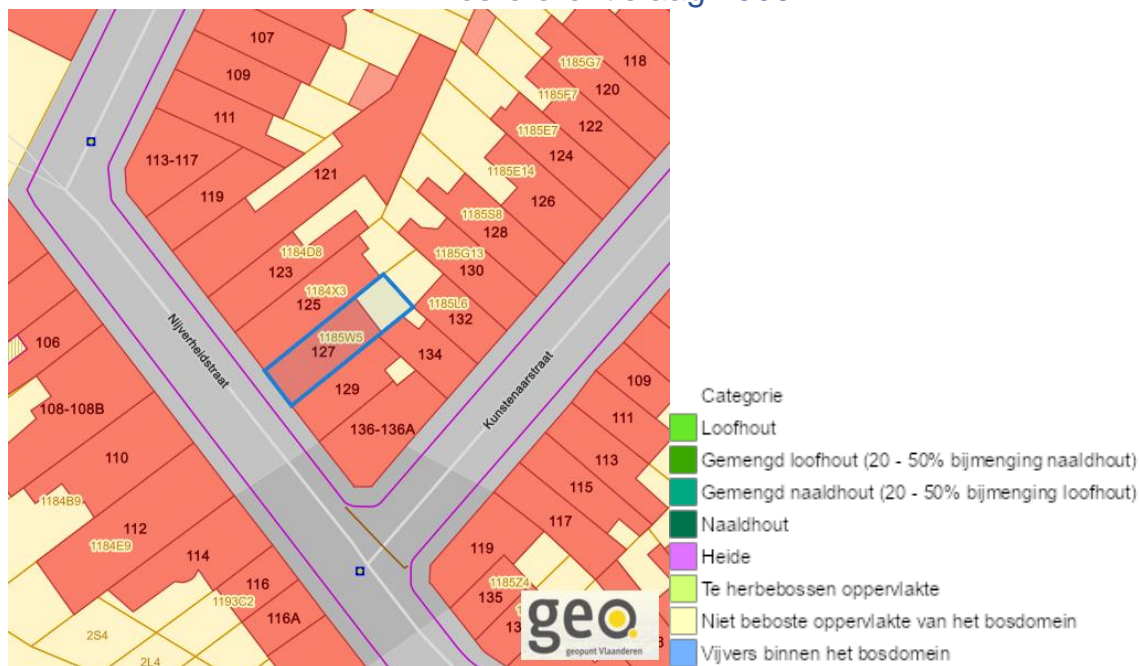 107
118
1185G7
109
120
1185F7
111
122
1185E7
124
113-117
1185E14
121
126
119
1185S8
128
1184D8
1185G13
123
130
1184X3
125
1185L6
132
1185W5
Nijverheidstraat
106
127
134
129
Kunstenaarstraat
109
108-108B
136-136A
111
110
113
1184B9
115
112
117
1184E9
114
119
116
1185Z4
1193C2
135
116A
2S4
2L4
geo
geopunt Vlaanderen
Categorie
Loofhout
Gemengd loofhout (20 - 50% bijmenging naaldhout)
Gemengd naaldhout (20 - 50% bijmenging loofhout)
Naaldhout
Heide
Te herbebossen oppervlakte
Niet beboste oppervlakte van het bosdomein
Vijvers binnen het bosdomein